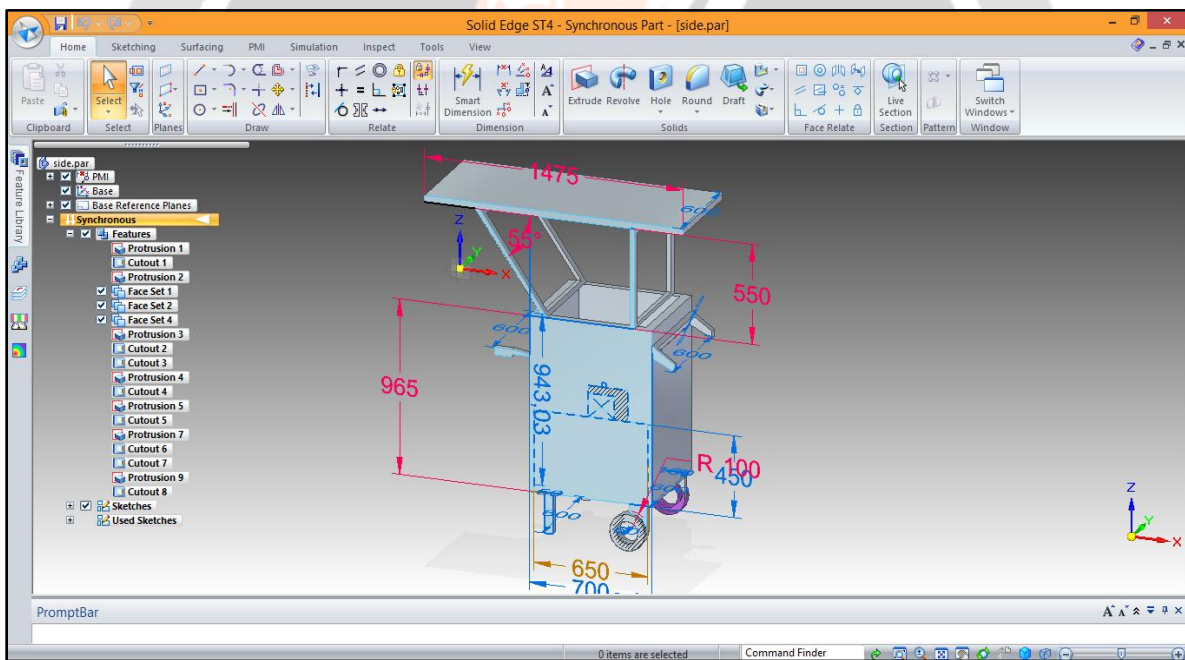 Solid Edge ST4 - Synchronous Part - [side.par]
Home Sketching Surfacing PMI Simulation Inspect Tools View
Paste
Select
Smart Dimension
Extrude Revolve Hole Round Draft
Live Section
Switch Windows
Clipboard Select Planes Draw Relate Dimension Solids Face Relate Section Pattern Window
Feature Library
side.par
PMI
Base
Base Reference Planes
Synchronous
Features
Protrusion 1
Cutout 1
Protrusion 2
Face Set 1
Face Set 2
Face Set 4
Protrusion 3
Cutout 2
Cutout 3
Protrusion 4
Cutout 4
Protrusion 5
Cutout 5
Protrusion 7
Cutout 6
Cutout 7
Protrusion 9
Cutout 8
Sketches
Used Sketches
1475
600
Z
Y
X
55°
550
600
600
965
943,03
R 100
450
600
650
700
Z
Y
X
PromptBar
0 items are selected
Command Finder